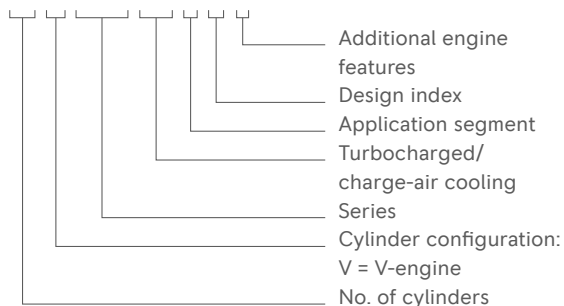 Additional engine
features
Design index
Application segment
Turbocharged/
charge-air cooling
Series
Cylinder configuration:
V = V-engine
No. of cylinders